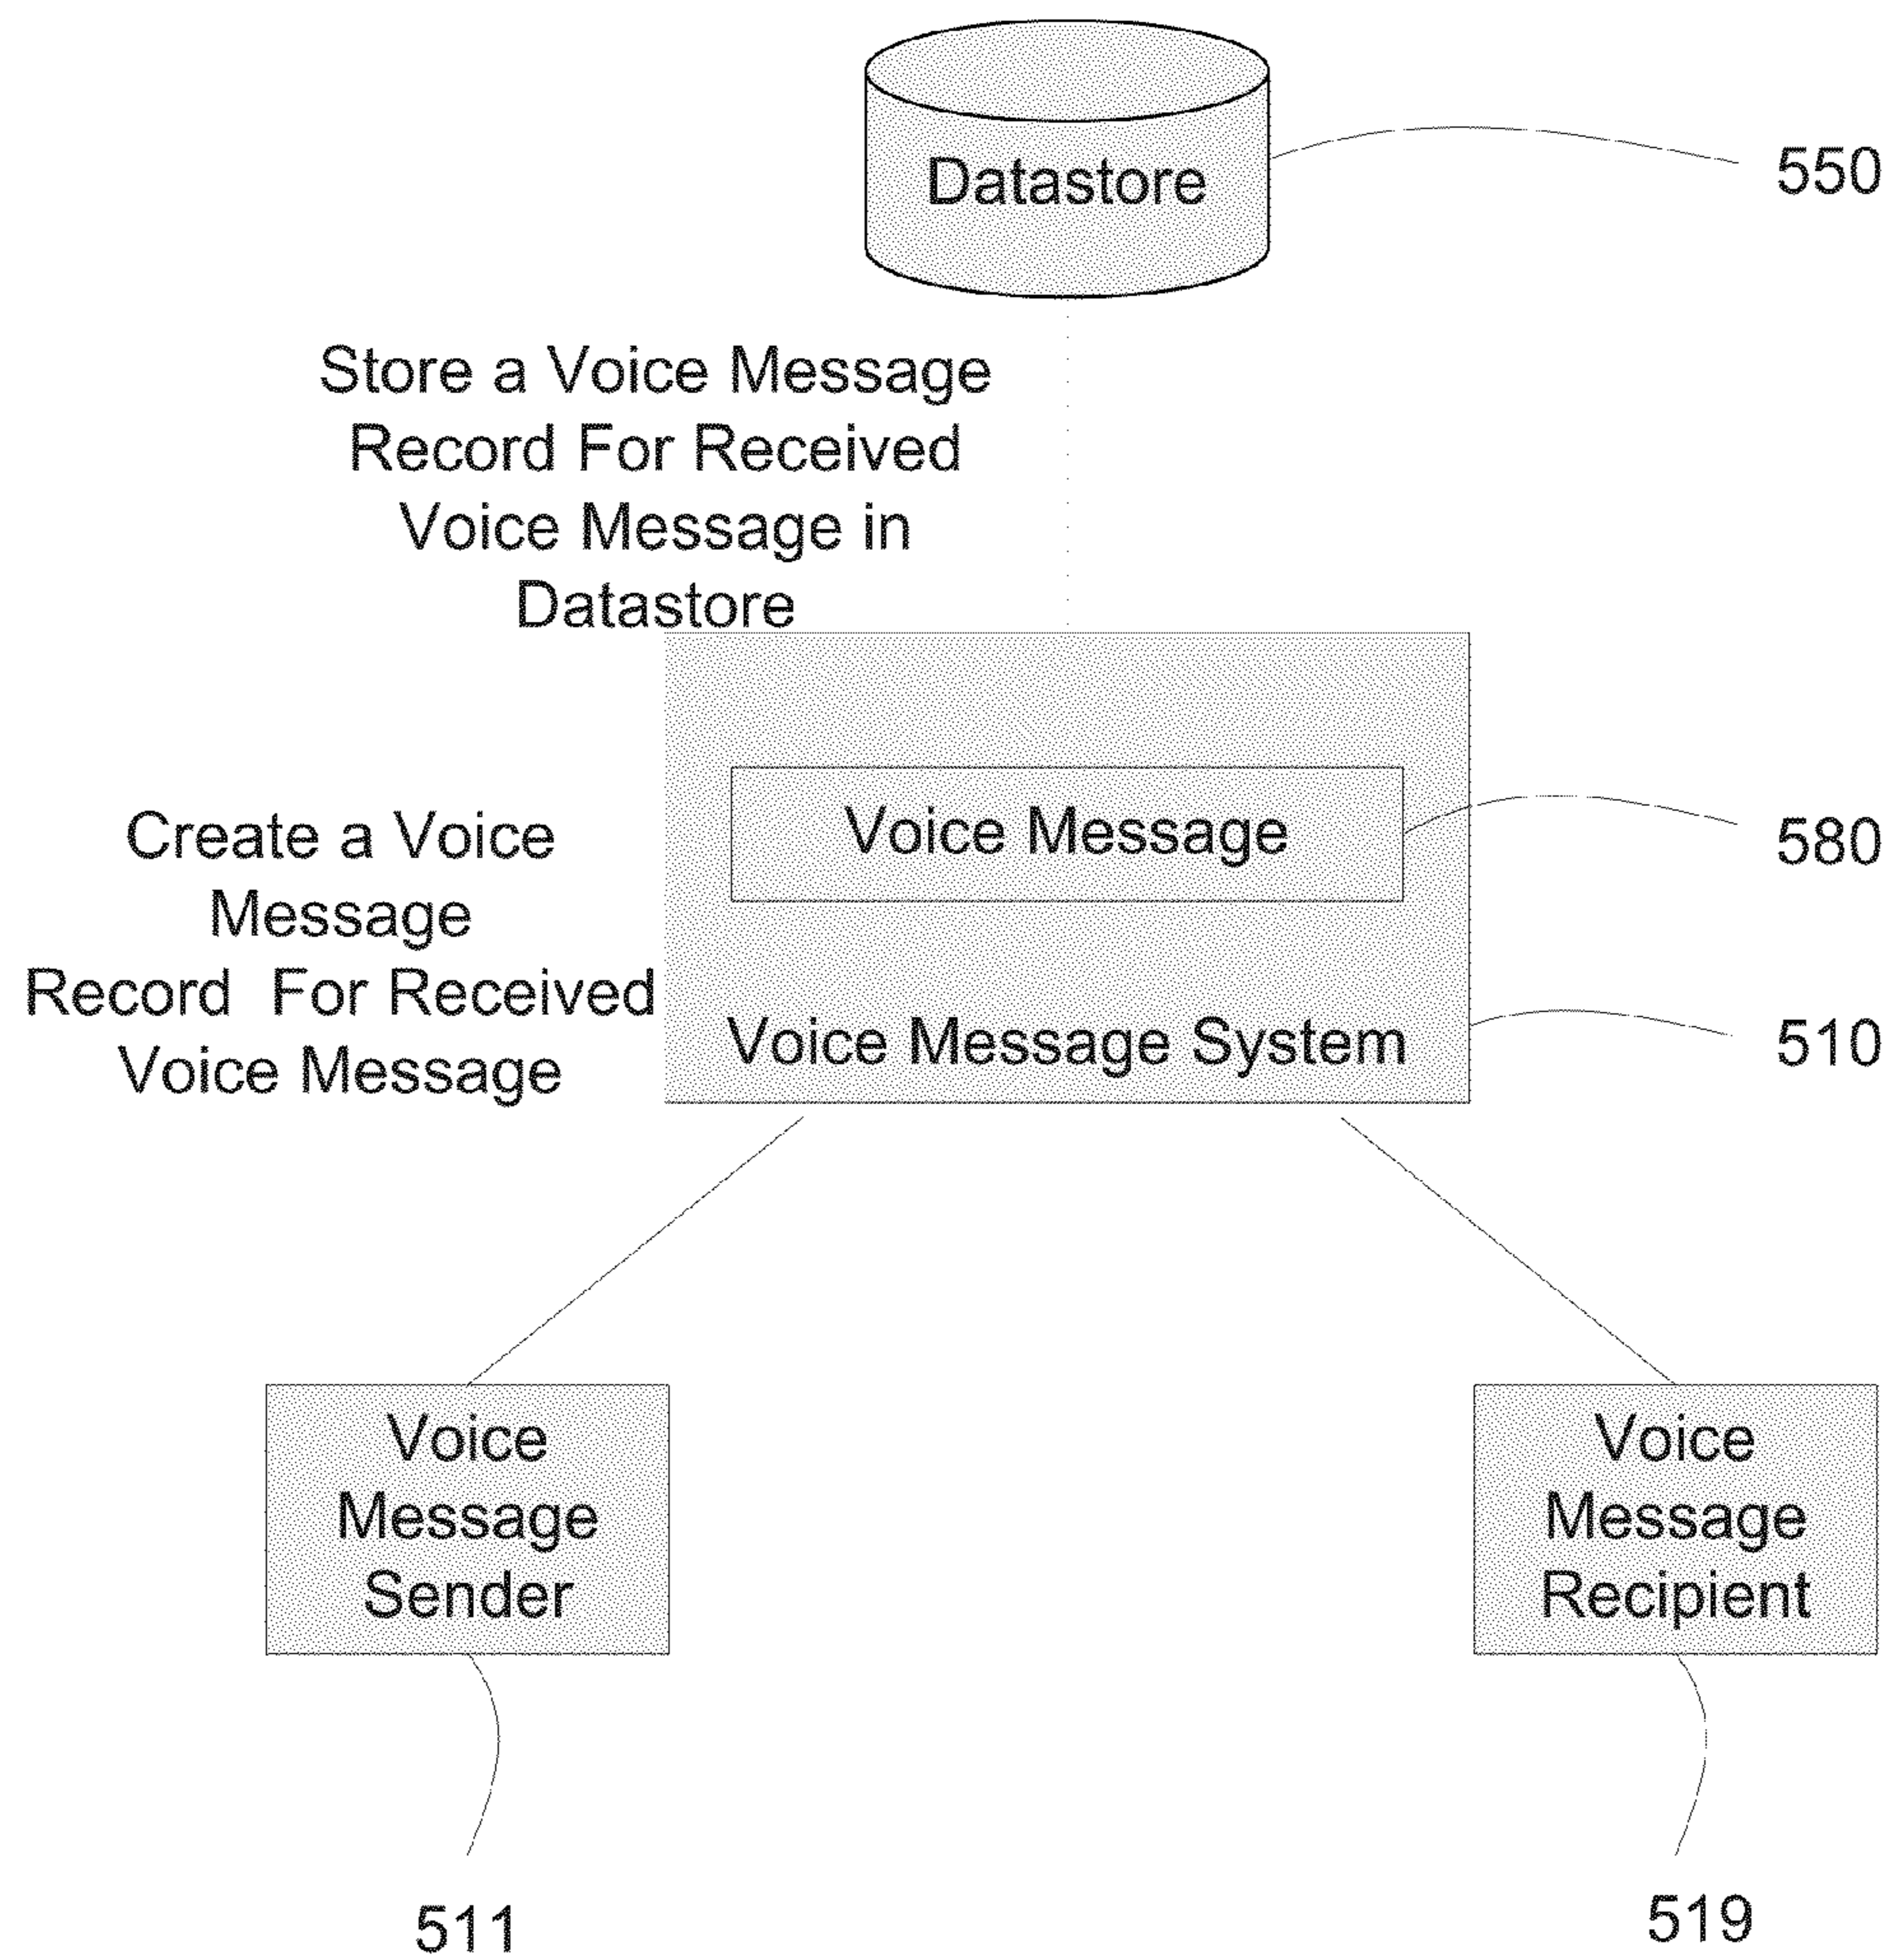 Datastore
550
Store a Voice Message
Record For Received
Voice Message in
Datastore
Voice Message
580
Create a Voice
Message
Record For Received
Voice Message
Voice Message System
510
Voice
Message
Sender
Voice
Message
Recipient
511
519